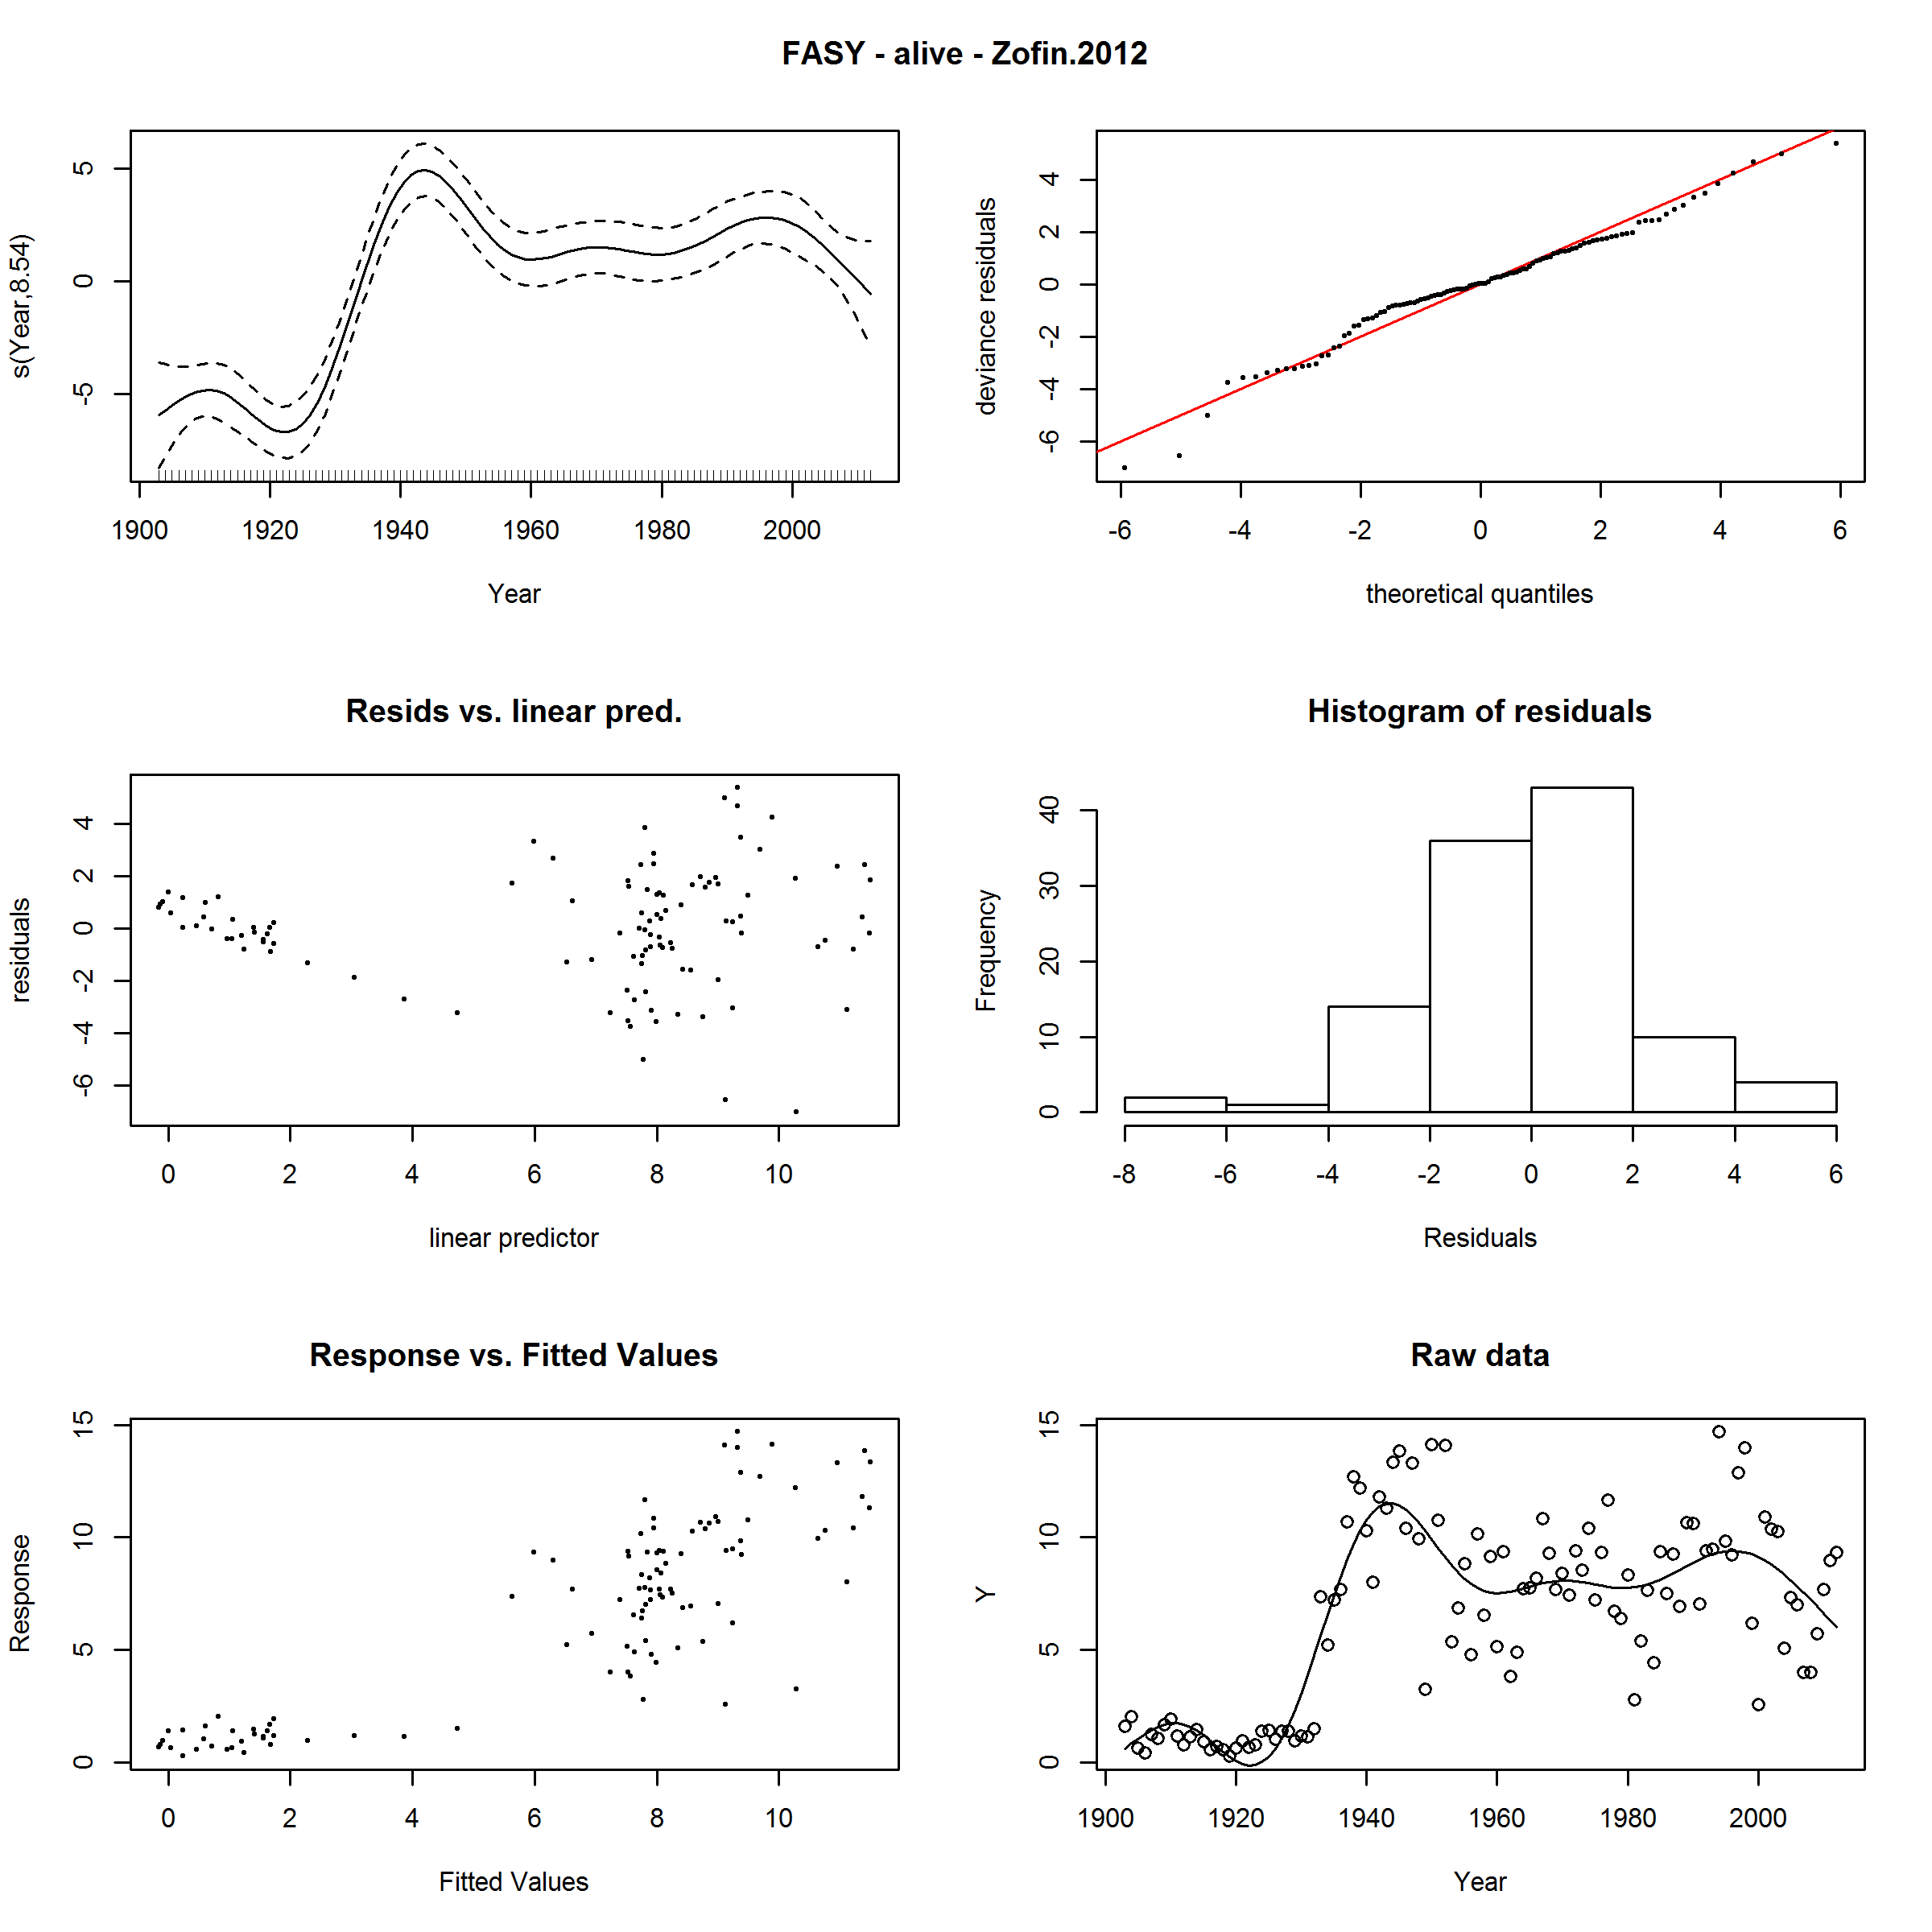 FASY - alive - Zofin.2012
s(Year,8.54)
5
0
-5
1900 1920 1940 1960 1980 2000
Year
deviance residuals
4
2
0
-2
-4
-6
-6 -4 -2 0 2 4 6
theoretical quantiles
Resids vs. linear pred.
residuals
4
2
0
-2
-4
-6
0 2 4 6 8 10
linear predictor
Histogram of residuals
Frequency
40
30
20
10
0
-8 -6 -4 -2 0 2 4 6
Residuals
Response vs. Fitted Values
Response
15
10
5
0
0 2 4 6 8 10
Fitted Values
Raw data
Y
15
10
5
0
1900 1920 1940 1960 1980 2000
Year